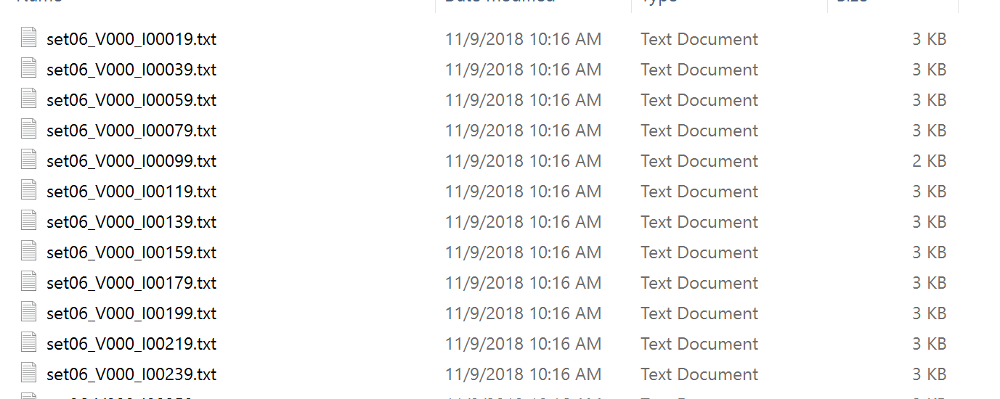 Name Date modified Type Size
set06_V000_I00019.txt 11/9/2018 10:16 AM Text Document 3 KB
set06_V000_I00039.txt 11/9/2018 10:16 AM Text Document 3 KB
set06_V000_I00059.txt 11/9/2018 10:16 AM Text Document 3 KB
set06_V000_I00079.txt 11/9/2018 10:16 AM Text Document 3 KB
set06_V000_I00099.txt 11/9/2018 10:16 AM Text Document 2 KB
set06_V000_I00119.txt 11/9/2018 10:16 AM Text Document 3 KB
set06_V000_I00139.txt 11/9/2018 10:16 AM Text Document 3 KB
set06_V000_I00159.txt 11/9/2018 10:16 AM Text Document 3 KB
set06_V000_I00179.txt 11/9/2018 10:16 AM Text Document 3 KB
set06_V000_I00199.txt 11/9/2018 10:16 AM Text Document 3 KB
set06_V000_I00219.txt 11/9/2018 10:16 AM Text Document 3 KB
set06_V000_I00239.txt 11/9/2018 10:16 AM Text Document 3 KB